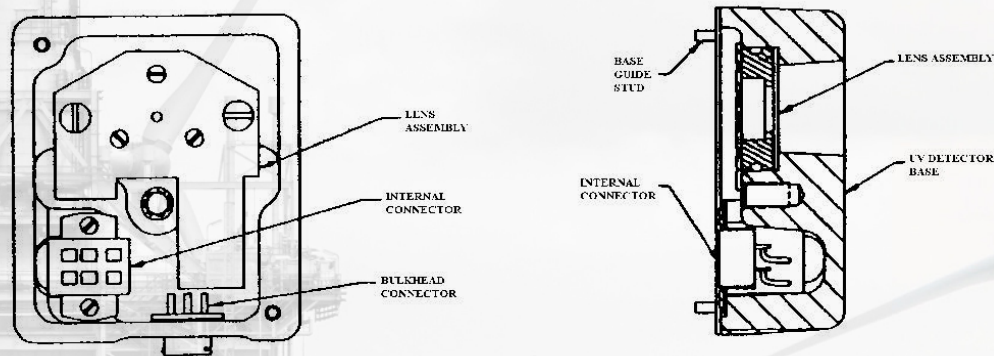 LENS
ASSEMBLY
INTERNAL
CONNECTOR
BULKHEAD
CONNECTOR
BASE
GUIDE
STUD
LENS ASSEMBLY
UV DETECTOR
BASE
INTERNAL
CONNECTOR